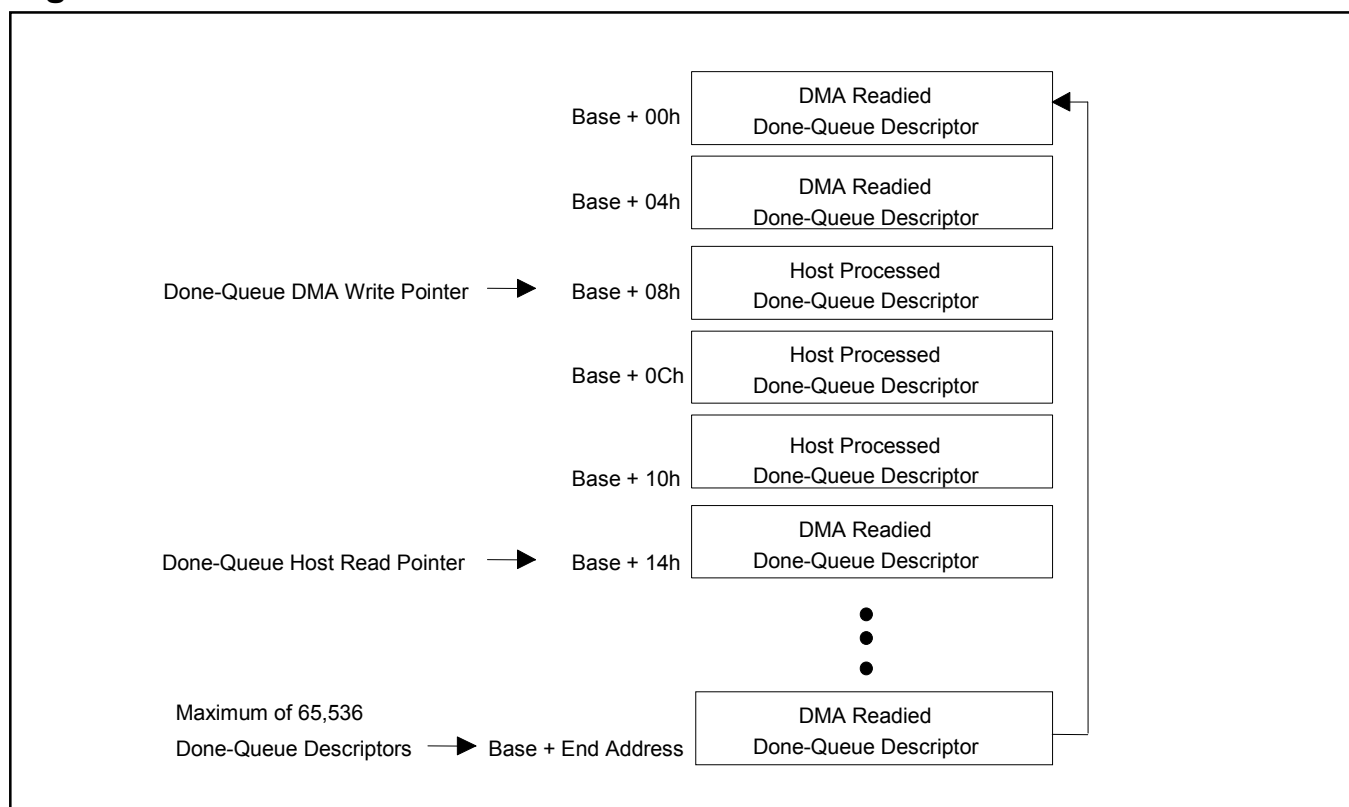 Base + 00h
DMA Readied
Done-Queue Descriptor
Base + 04h
DMA Readied
Done-Queue Descriptor
Done-Queue DMA Write Pointer
Base + 08h
Host Processed
Done-Queue Descriptor
Base + 0Ch
Host Processed
Done-Queue Descriptor
Base + 10h
Host Processed
Done-Queue Descriptor
Done-Queue Host Read Pointer
Base + 14h
DMA Readied
Done-Queue Descriptor
Maximum of 65,536
Done-Queue Descriptors
Base + End Address
DMA Readied
Done-Queue Descriptor